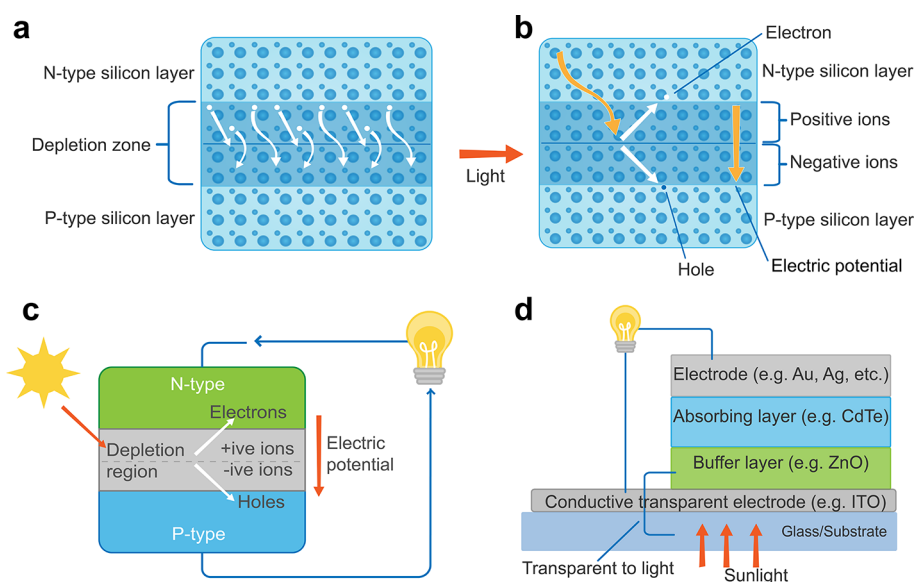 a
N-type silicon layer
Depletion zone
P-type silicon layer
Light
b
Electron
N-type silicon layer
Positive ions
Negative ions
P-type silicon layer
Electric potential
Hole
c
N-type
Electrons
Depletion
region
+ive ions
-ive ions
Holes
P-type
Electric
potential
d
Electrode (e.g. Au, Ag, etc.)
Absorbing layer (e.g. CdTe)
Buffer layer (e.g. ZnO)
Conductive transparent electrode (e.g. ITO)
Glass/Substrate
Transparent to light
Sunlight